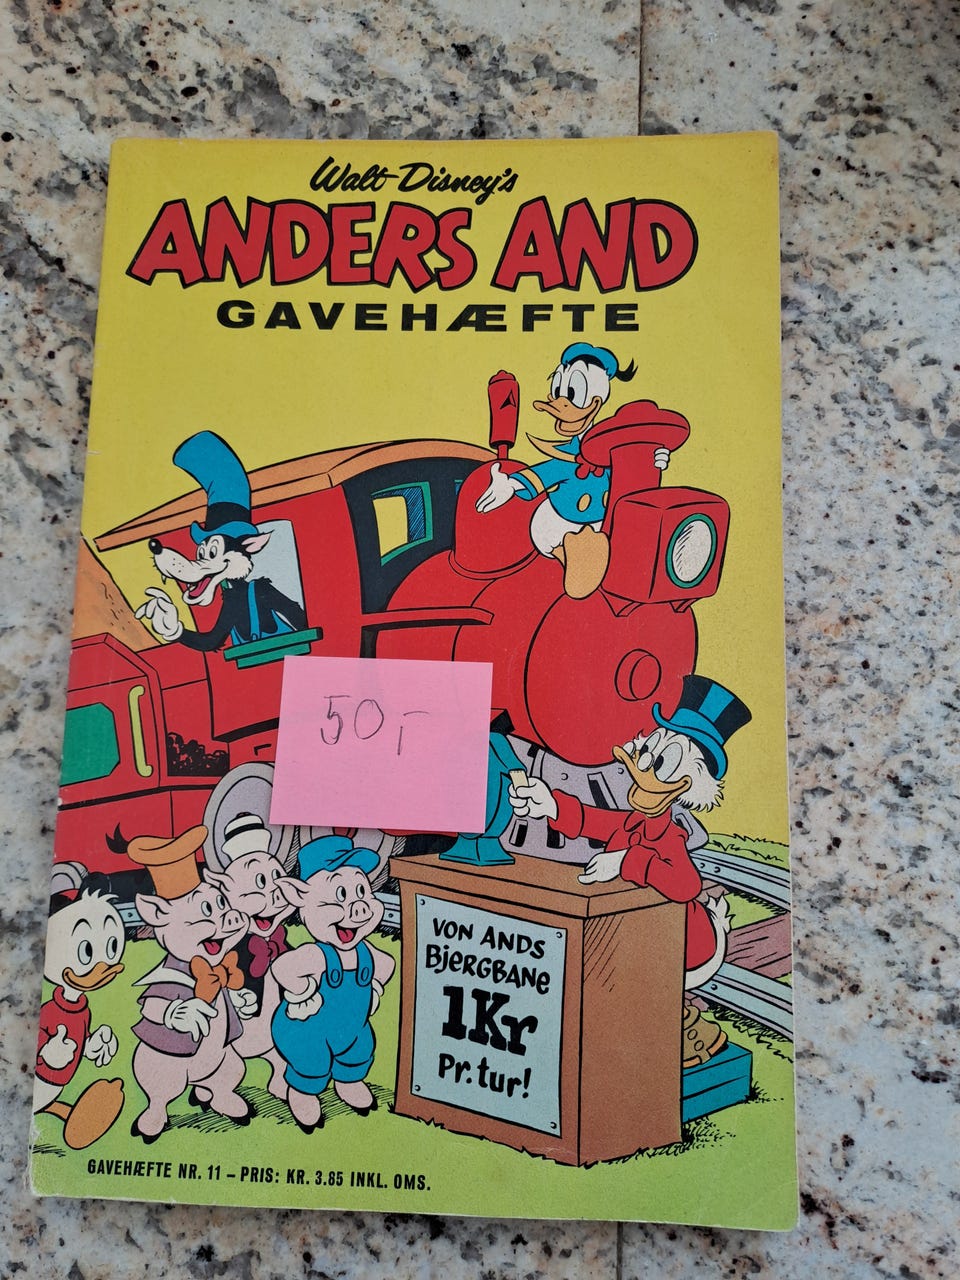 Walt Disney's
ANDERS AND
GAVEHÆFTE
50,-
VON ANDS
BJERGBANE
1Kr
Pr. tur!
GAVEHÆFTE NR. 11 – PRIS: KR. 3.85 INKL. OMS.